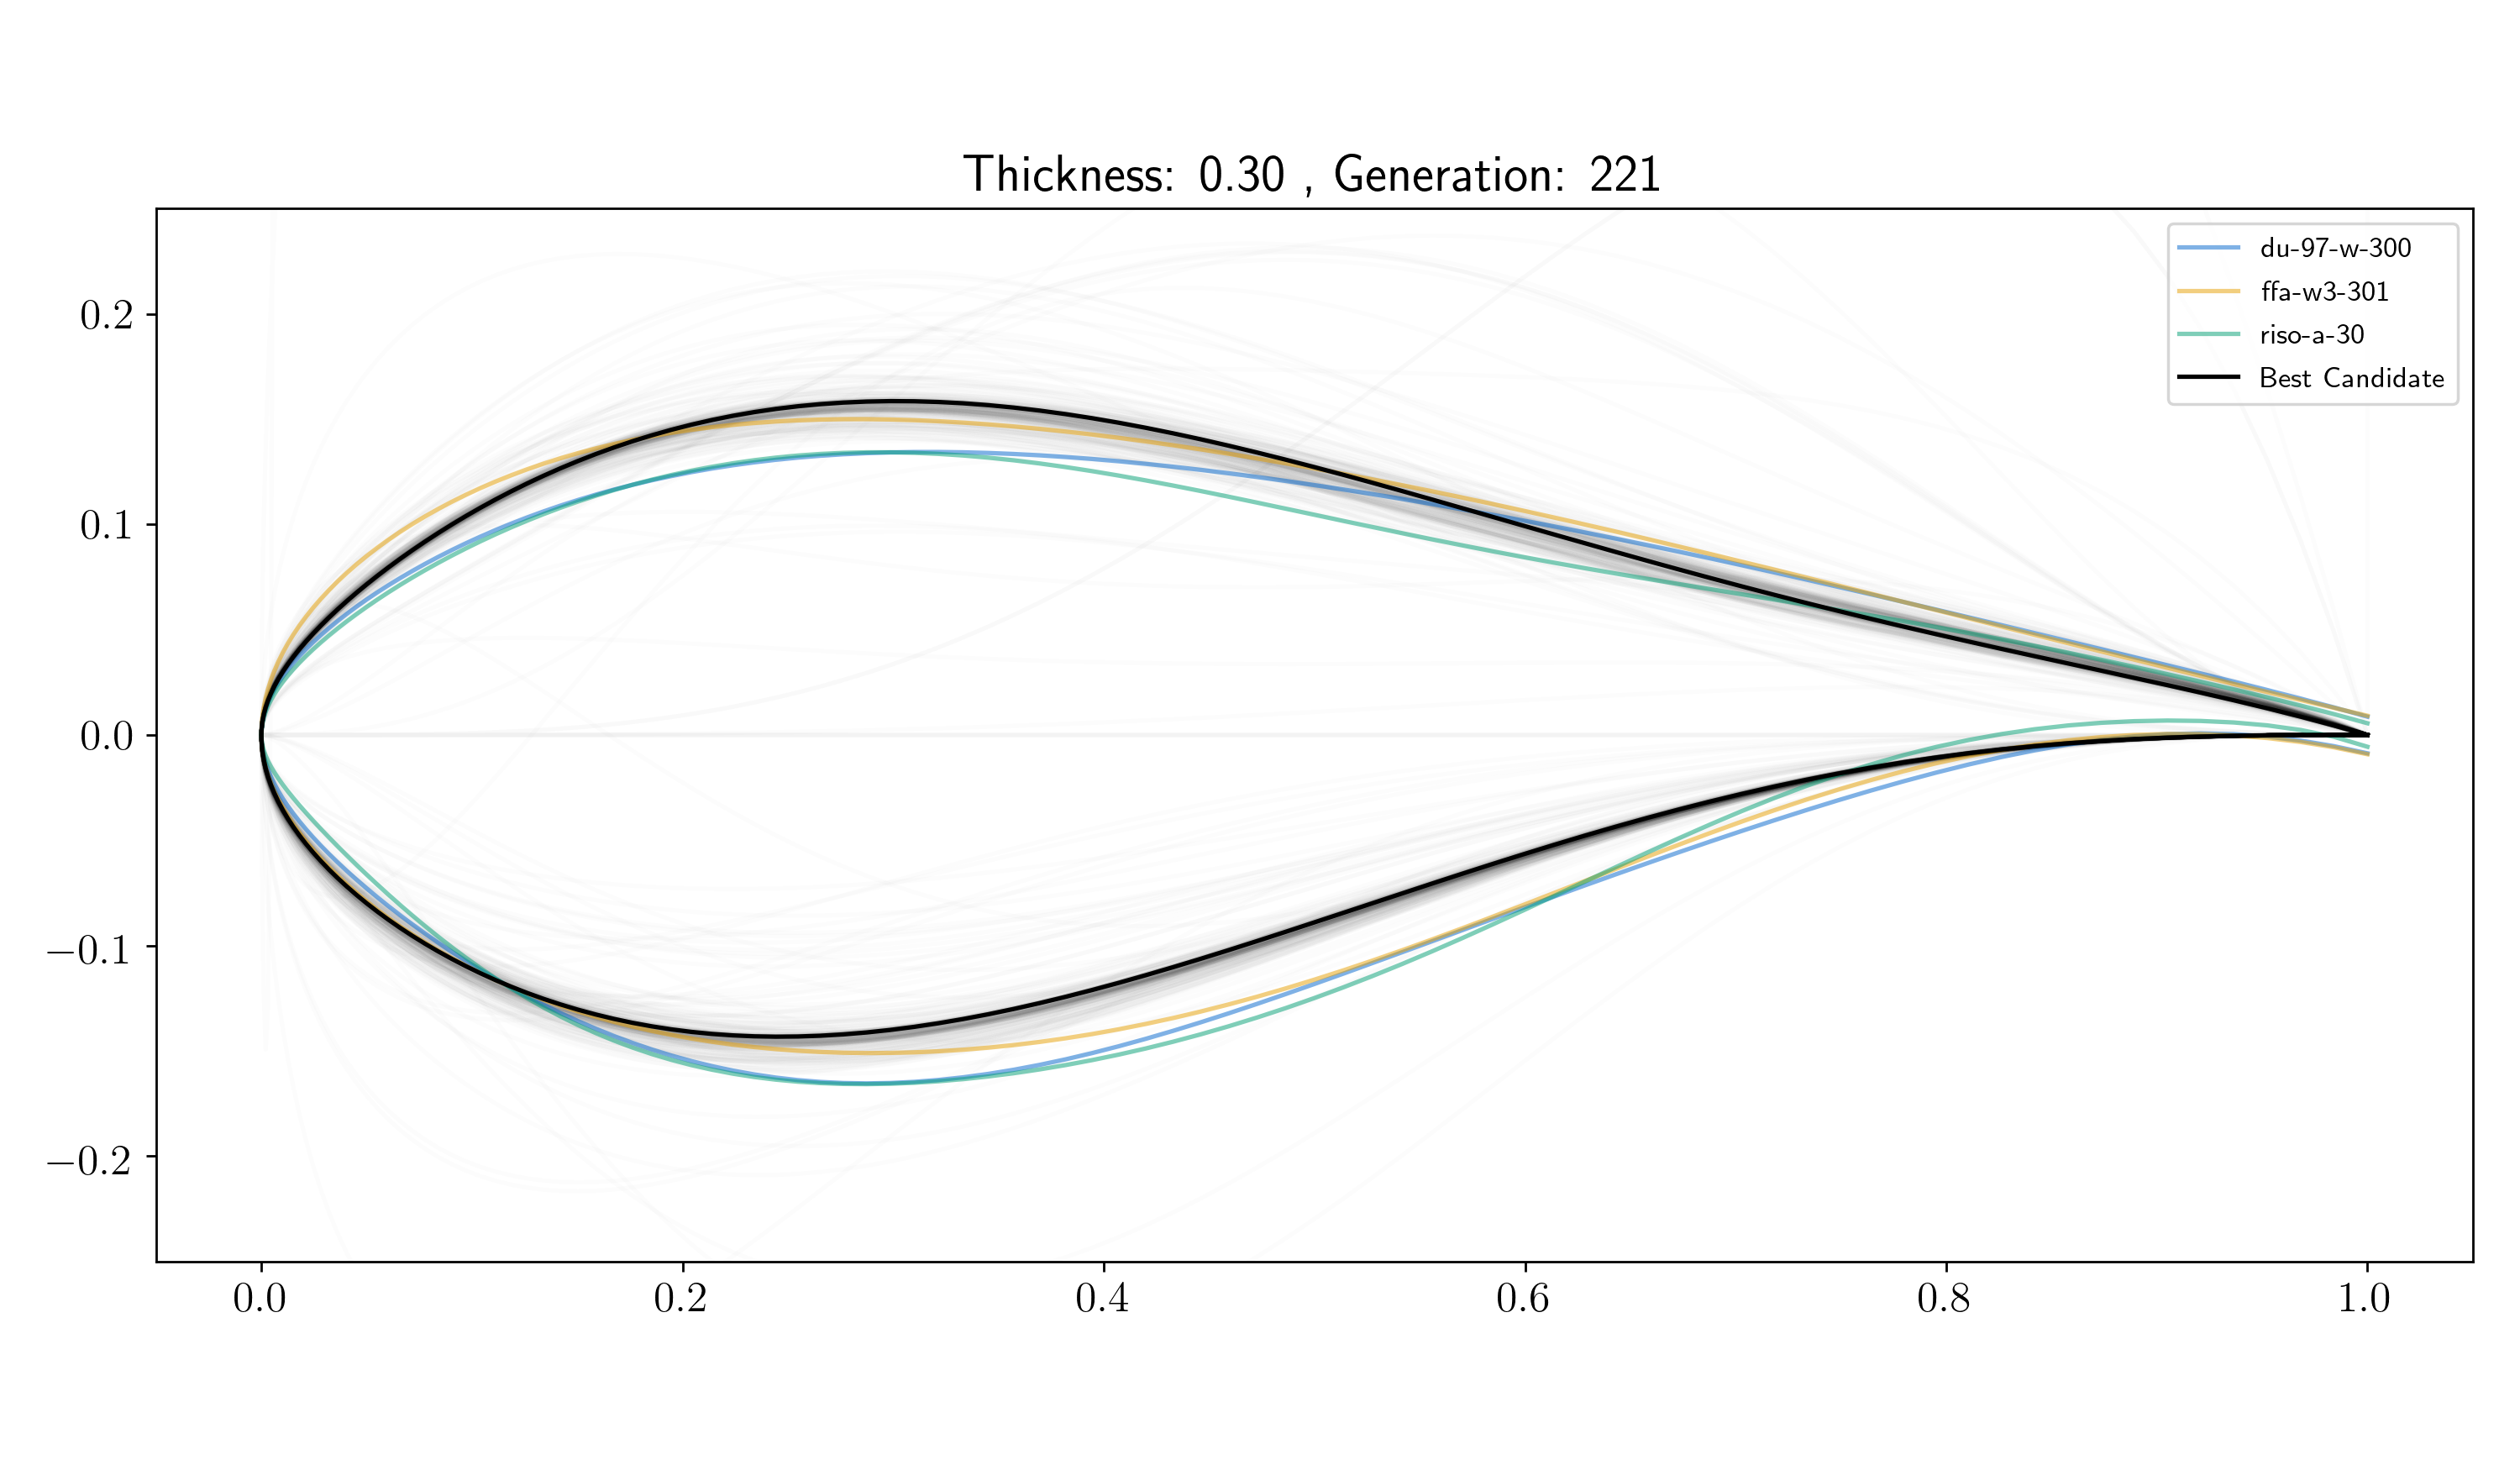 Thickness: 0.30 , Generation: 221
du-97-w-300
ffa-w3-301
riso-a-30
Best Candidate
0.2
0.1
0.0
−0.1
−0.2
0.0 0.2 0.4 0.6 0.8 1.0